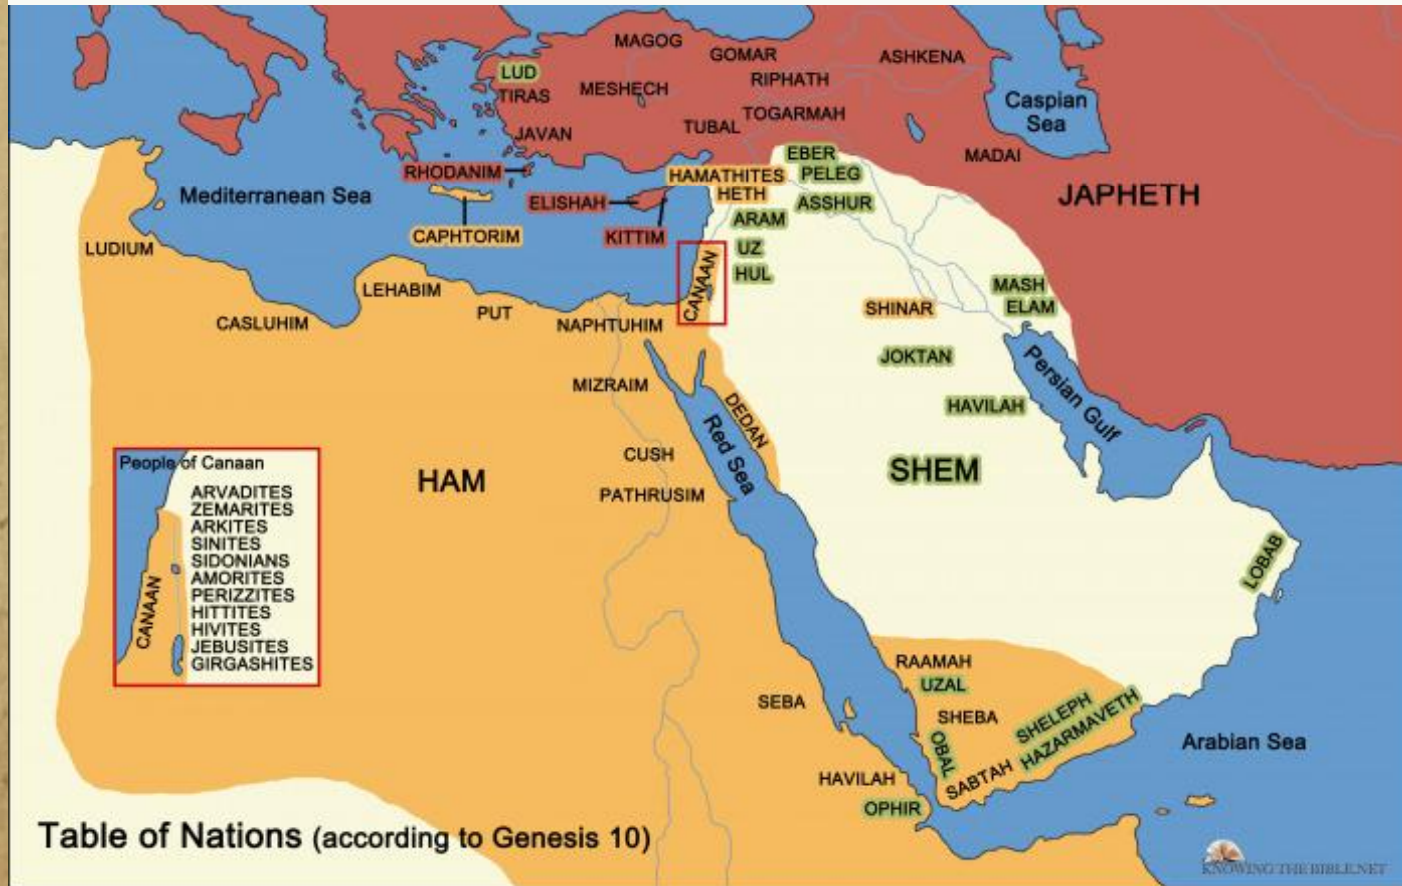 MAGOG
GOMAR
ASHKENA
LUD
MESHECH
RIPHATH
TIRAS
Caspian
Sea
TOGARMAH
JAVAN
TUBAL
EBER
MADAI
RHODANIM
HAMATHITES
PELEG
Mediterranean Sea
HETH
JAPHETH
ELISHAH
ASSHUR
ARAM
CAPHTORIM
KITTIM
LUDIUM
UZ
HUL
CANAAN
LEHABIM
MASH
ELAM
PUT
SHINAR
CASLUHIM
NAPHTUHIM
JOKTAN
Persian Gulf
MIZRAIM
DEDAN
HAVILAH
Red Sea
CUSH
HAM
SHEM
PATHRUSIM
People of Canaan
ARVADITES
ZEMARITES
ARKITES
SINITES
SIDONIANS
AMORITES
PERIZZITES
HITTITES
HIVITES
JEBUSITES
GIRGASHITES
CANAAN
LOBAB
RAAMAH
UZAL
SEBA
SHEBA
SHELEPH
HAZARMAVETH
OBAL
Arabian Sea
HAVILAH
SABTAH
OPHIR
Table of Nations (according to Genesis 10)
KNOWING THE BIBLE.NET